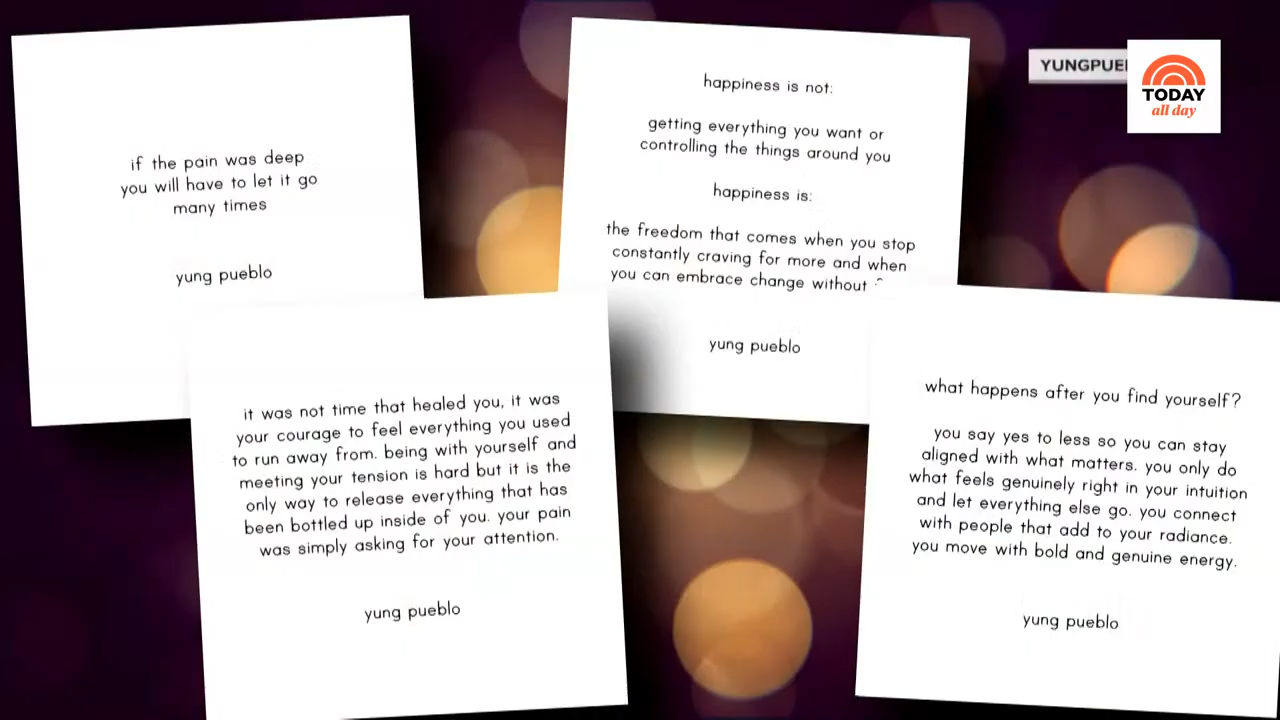 if the pain was deep
you will have to let it go
many times
yung pueblo
happiness is not:
getting everything you want or
controlling the things around you
happiness is:
the freedom that comes when you stop
constantly craving for more and when
you can embrace change without
yung pueblo
YUNGPUE
TODAY
all day
it was not time that healed you, it was
your courage to feel everything you used
to run away from. being with yourself and
meeting your tension is hard but it is the
only way to release everything that has
been bottled up inside of you. your pain
was simply asking for your attention.
yung pueblo
what happens after you find yourself?
you say yes to less so you can stay
aligned with what matters. you only do
what feels genuinely right in your intuition
and let everything else go. you connect
with people that add to your radiance.
you move with bold and genuine energy.
yung pueblo